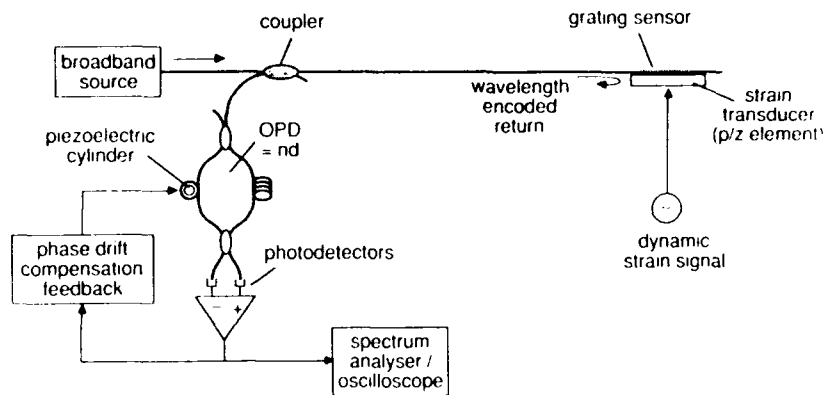 coupler
grating sensor
broadband
source
wavelength
encoded
return
strain
transducer
(p/z element)
OPD
= nd
piezoelectric
cylinder
dynamic
strain signal
phase drift
compensation
feedback
photodetectors
− +
spectrum
analyser /
oscilloscope